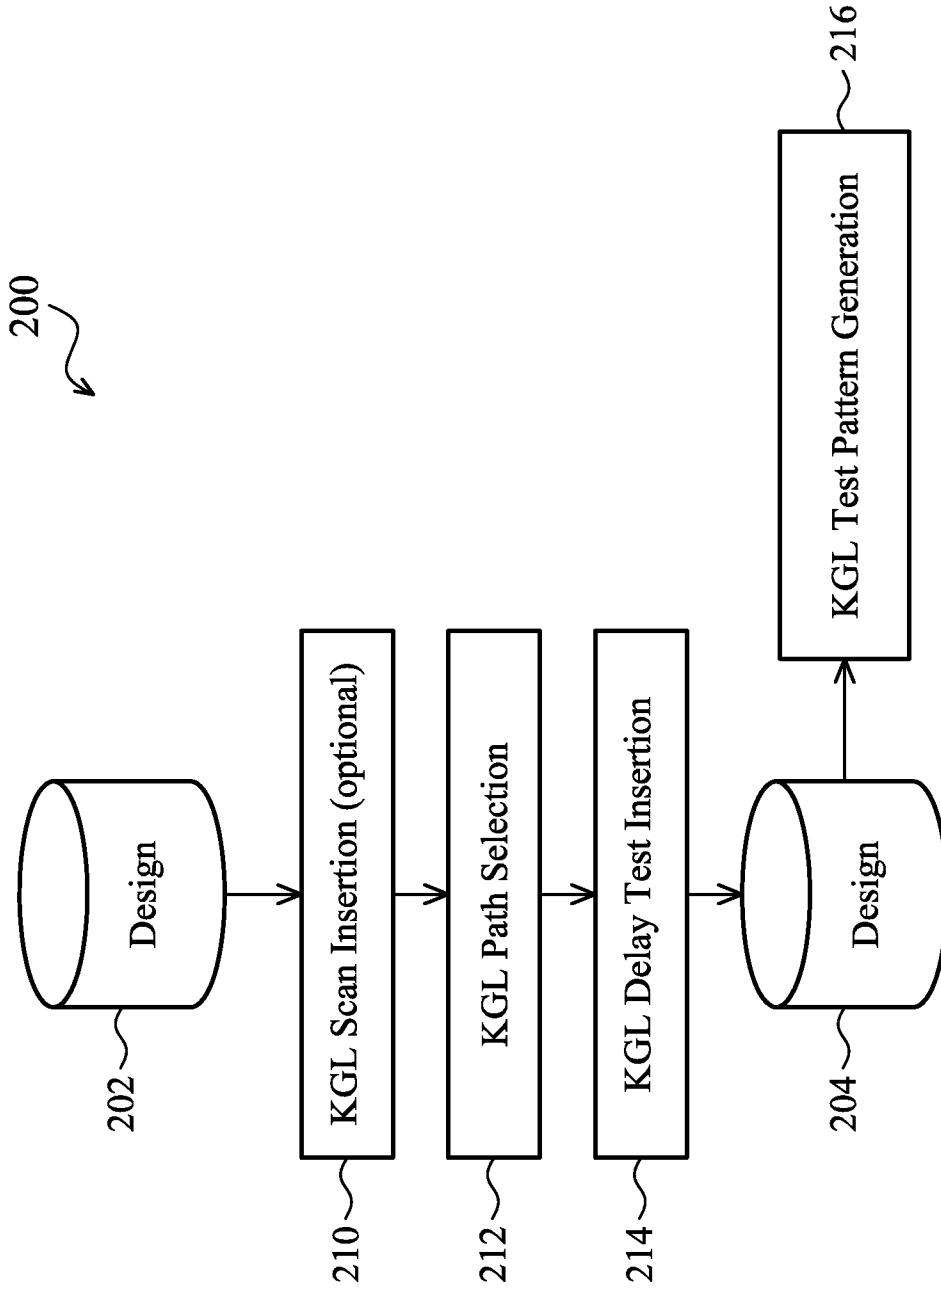 200
202
Design
210
KGL Scan Insertion (optional)
212
KGL Path Selection
214
KGL Delay Test Insertion
204
Design
KGL Test Pattern Generation
216